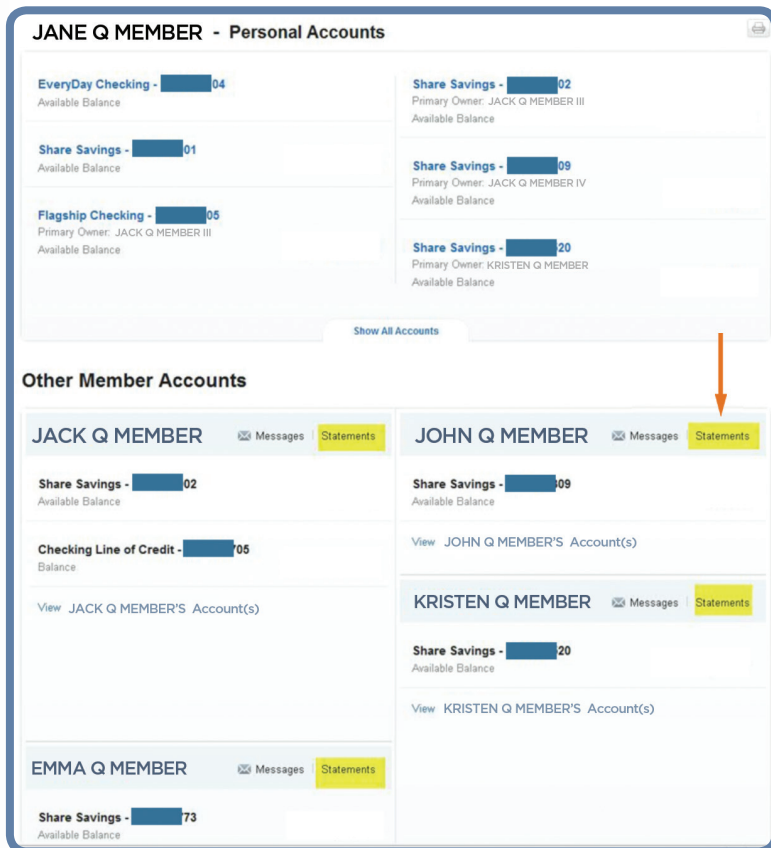 JANE Q MEMBER - Personal Accounts
EveryDay Checking - 04
Available Balance
Share Savings - 01
Available Balance
Flagship Checking - 05
Primary Owner: JACK Q MEMBER III
Available Balance
Share Savings - 02
Primary Owner: JACK Q MEMBER III
Available Balance
Share Savings - 09
Primary Owner: JACK Q MEMBER IV
Available Balance
Share Savings - 20
Primary Owner: KRISTEN Q MEMBER
Available Balance
Show All Accounts
Other Member Accounts
JACK Q MEMBER Messages Statements
Share Savings - 02
Available Balance
Checking Line of Credit - 705
Balance
View JACK Q MEMBER'S Account(s)
JOHN Q MEMBER Messages Statements
Share Savings - 809
Available Balance
View JOHN Q MEMBER'S Account(s)
KRISTEN Q MEMBER Messages Statements
Share Savings - 20
Available Balance
View KRISTEN Q MEMBER'S Account(s)
EMMA Q MEMBER Messages Statements
Share Savings - 73
Available Balance